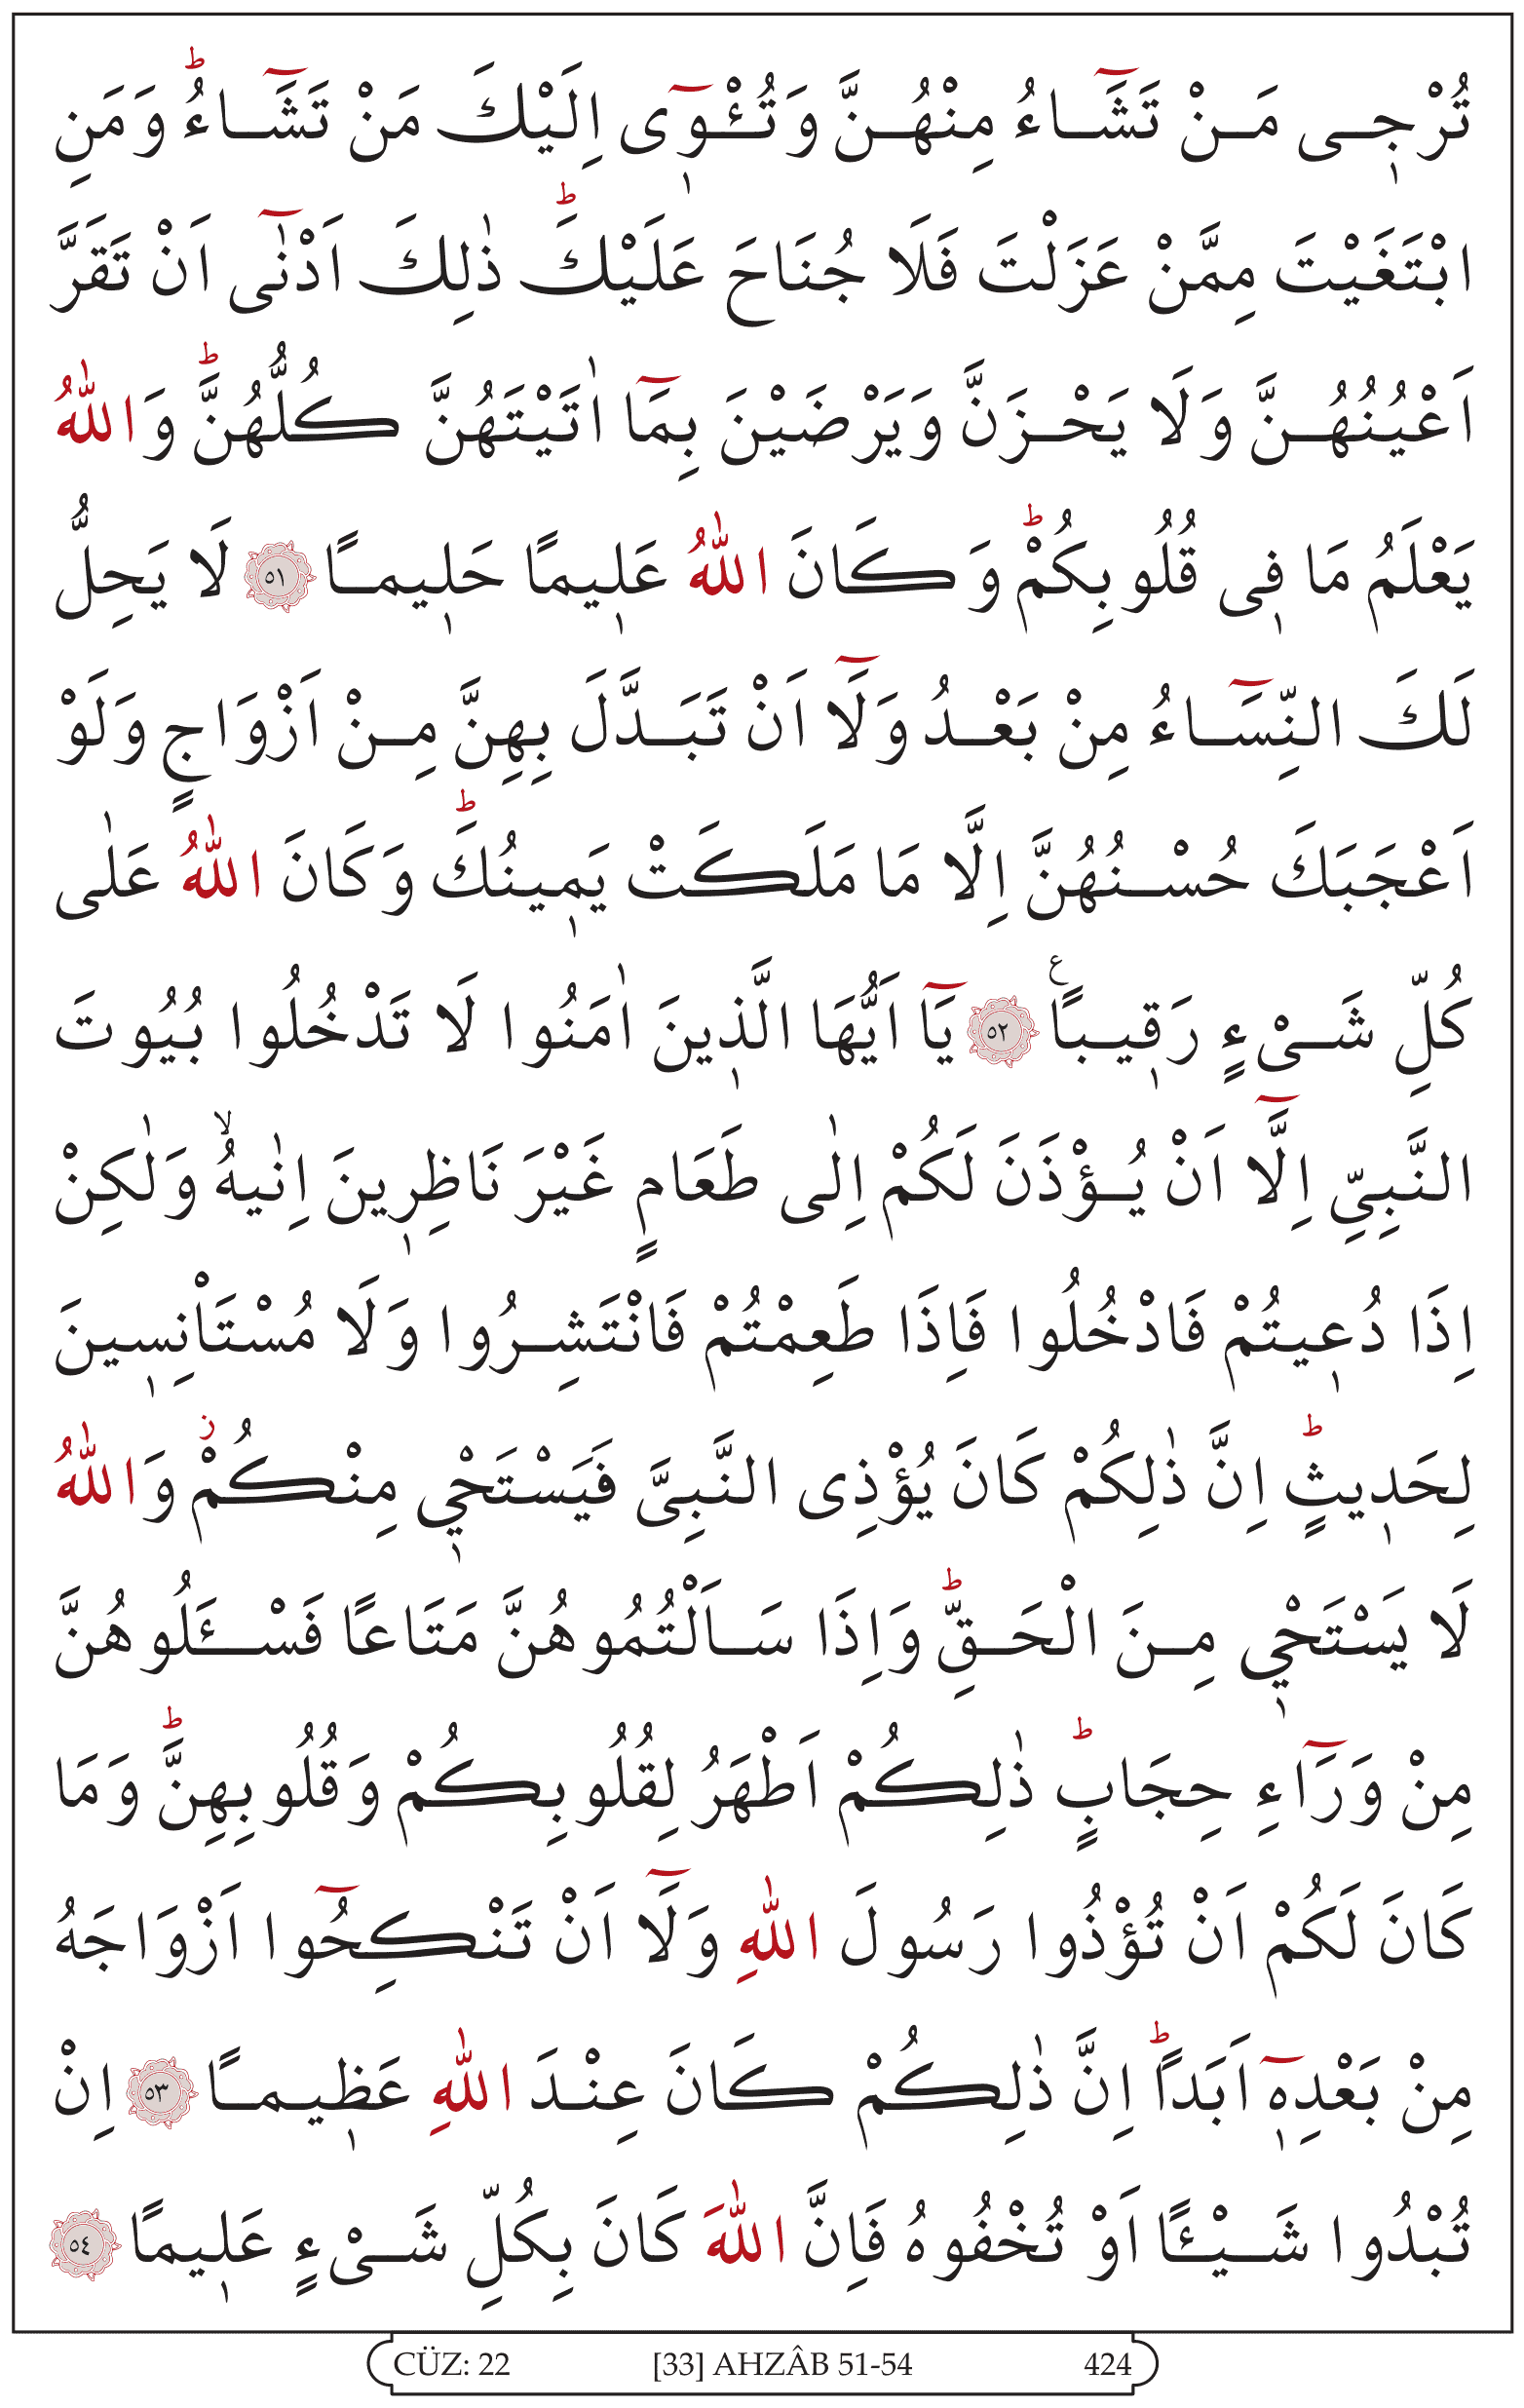 تُرْجٖى مَنْ تَشَٓاءُ مِنْهُنَّ وَتُـْٔوٖٓى اِلَيْكَ مَنْ تَشَٓاءُؕ وَمَنِ
ابْتَغَيْتَ مِمَّنْ عَزَلْتَ فَلَا جُنَاحَ عَلَيْكَؕ ذٰلِكَ اَدْنٰٓى اَنْ تَقَرَّ
اَعْيُنُهُنَّ وَلَا يَحْزَنَّ وَيَرْضَيْنَ بِمَٓا اٰتَيْتَهُنَّ كُلُّهُنَّؕ وَاللّٰهُ
يَعْلَمُ مَا فٖى قُلُوبِكُمْؕ وَكَانَ اللّٰهُ عَلٖيمًا حَلٖيمًا ٥١ لَا يَحِلُّ
لَكَ النِّسَٓاءُ مِنْ بَعْدُ وَلَٓا اَنْ تَبَدَّلَ بِهِنَّ مِنْ اَزْوَاجٍ وَلَوْ
اَعْجَبَكَ حُسْنُهُنَّ اِلَّا مَا مَلَكَتْ يَمٖينُكَؕ وَكَانَ اللّٰهُ عَلٰى
كُلِّ شَىْءٍ رَقٖيبًاࣖ ٥٢ يَٓا اَيُّهَا الَّذٖينَ اٰمَنُوا لَا تَدْخُلُوا بُيُوتَ
النَّبِىِّ اِلَّٓا اَنْ يُؤْذَنَ لَكُمْ اِلٰى طَعَامٍ غَيْرَ نَاظِرٖينَ اِنٰيهُۙ وَلٰكِنْ
اِذَا دُعٖيتُمْ فَادْخُلُوا فَاِذَا طَعِمْتُمْ فَانْتَشِرُوا وَلَا مُسْتَاْنِسٖينَ
لِحَدٖيثٍؕ اِنَّ ذٰلِكُمْ كَانَ يُؤْذِى النَّبِىَّ فَيَسْتَحْيٖ مِنْكُمْؗ وَاللّٰهُ
لَا يَسْتَحْيٖ مِنَ الْحَقِّؕ وَاِذَا سَاَلْتُمُوهُنَّ مَتَاعًا فَسْـَٔلُوهُنَّ
مِنْ وَرَٓاءِ حِجَابٍؕ ذٰلِكُمْ اَطْهَرُ لِقُلُوبِكُمْ وَقُلُوبِهِنَّؕ وَمَا
كَانَ لَكُمْ اَنْ تُؤْذُوا رَسُولَ اللّٰهِ وَلَٓا اَنْ تَنْكِحُٓوا اَزْوَاجَهُ
مِنْ بَعْدِهٖٓ اَبَدًاؕ اِنَّ ذٰلِكُمْ كَانَ عِنْدَ اللّٰهِ عَظٖيمًا ٥٣ اِنْ
تُبْدُوا شَيْـًٔا اَوْ تُخْفُوهُ فَاِنَّ اللّٰهَ كَانَ بِكُلِّ شَىْءٍ عَلٖيمًا ٥٤
CÜZ: 22 [33] AHZÂB 51-54 424